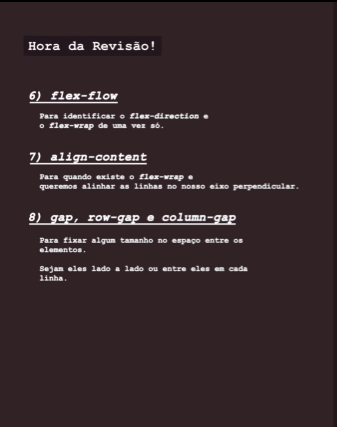 Hora da Revisão!
6) flex-flow
Para identificar o flex-direction e
o flex-wrap de uma vez só.
7) align-content
Para quando existe o flex-wrap e
queremos alinhar as linhas no nosso eixo perpendicular.
8) gap, row-gap e column-gap
Para fixar algum tamanho no espaço entre os
elementos.
Sejam eles lado a lado ou entre eles em cada
linha.